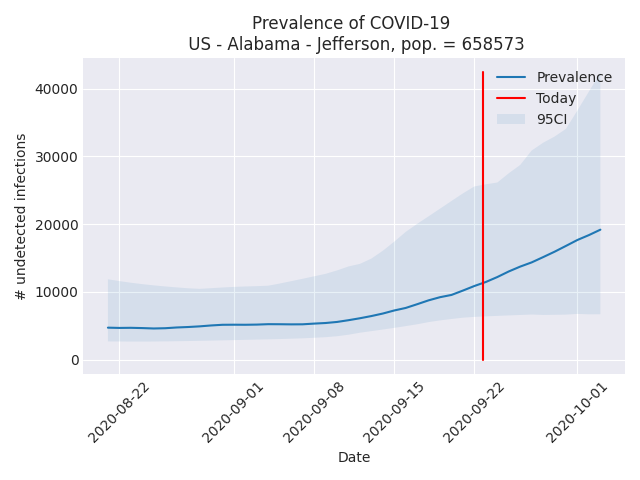 Prevalence of COVID-19
US - Alabama - Jefferson, pop. = 658573
Prevalence
Today
95CI
40000
30000
20000
10000
0
# undetected infections
2020-08-22
2020-09-01
2020-09-08
2020-09-15
2020-09-22
2020-10-01
Date